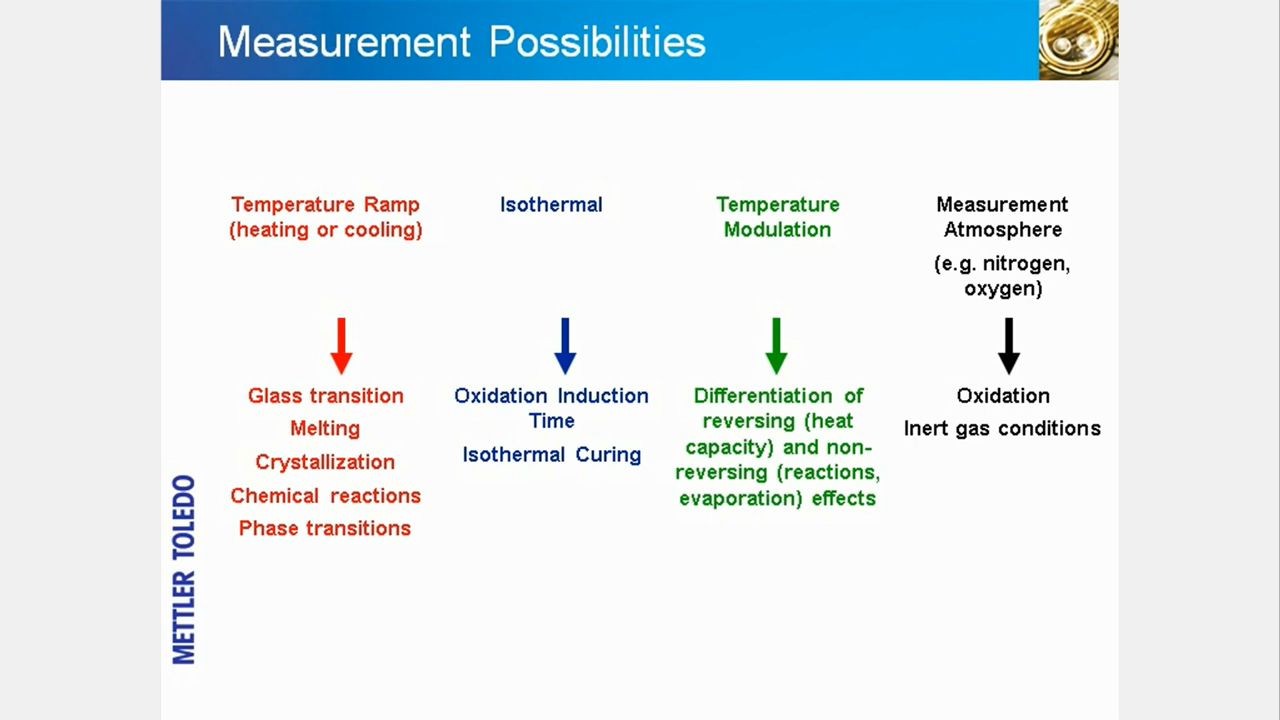 Measurement Possibilities
Temperature Ramp
(heating or cooling)
Glass transition
Melting
Crystallization
Chemical reactions
Phase transitions
Isothermal
Oxidation Induction
Time
Isothermal Curing
Temperature
Modulation
Differentiation of
reversing (heat
capacity) and non-
reversing (reactions,
evaporation) effects
Measurement
Atmosphere
(e.g. nitrogen,
oxygen)
Oxidation
Inert gas conditions
METTLER TOLEDO